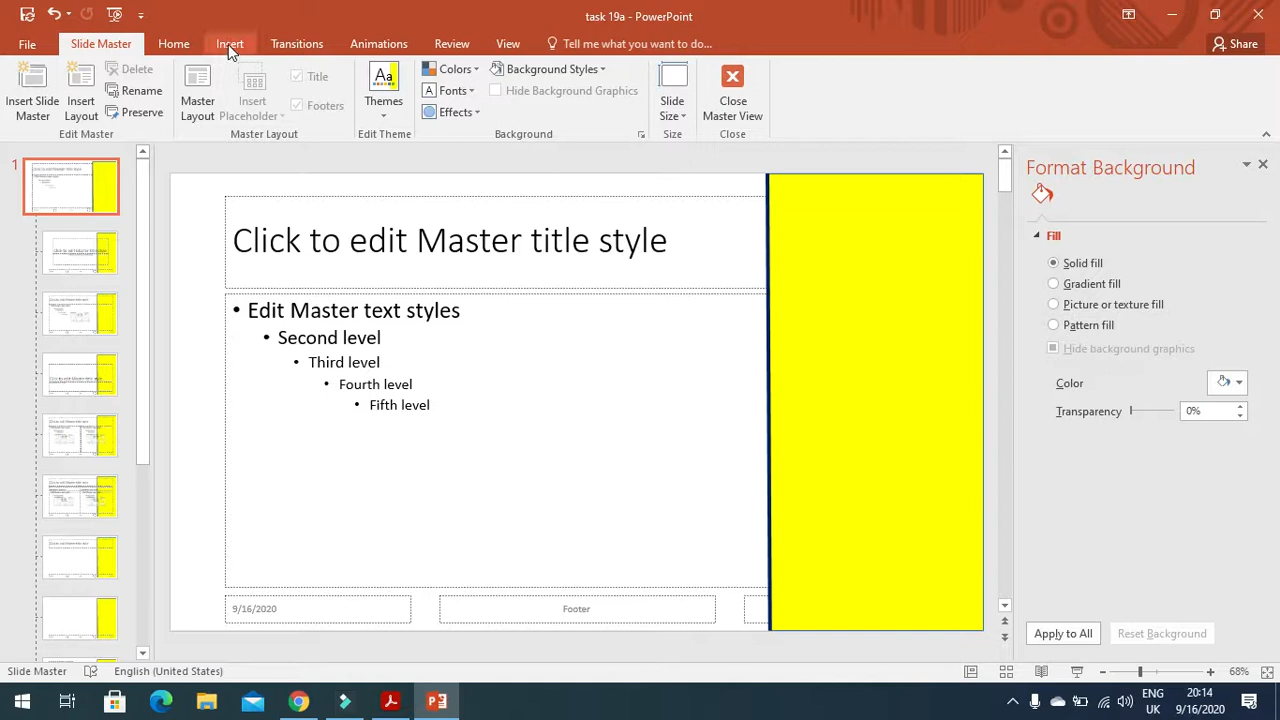 task 19a - PowerPoint
File Slide Master Home Insert Transitions Animations Review View Tell me what you want to do... Share
Insert Slide Master
Insert Layout
Delete
Rename
Preserve
Edit Master
Master Layout
Insert Placeholder
Title
Footers
Master Layout
Aa
Themes
Edit Theme
Colors
Fonts
Effects
Background Styles
Hide Background Graphics
Background
Slide Size
Size
Close Master View
Close
1
Click to edit Master title style
• Edit Master text styles
• Second level
• Third level
• Fourth level
• Fifth level
9/16/2020
Footer
Format Background
Fill
Solid fill
Gradient fill
Picture or texture fill
Pattern fill
Hide background graphics
Color
Transparency 0%
Apply to All Reset Background
Slide Master English (United States) 68%
ENG
UK
20:14
9/16/2020